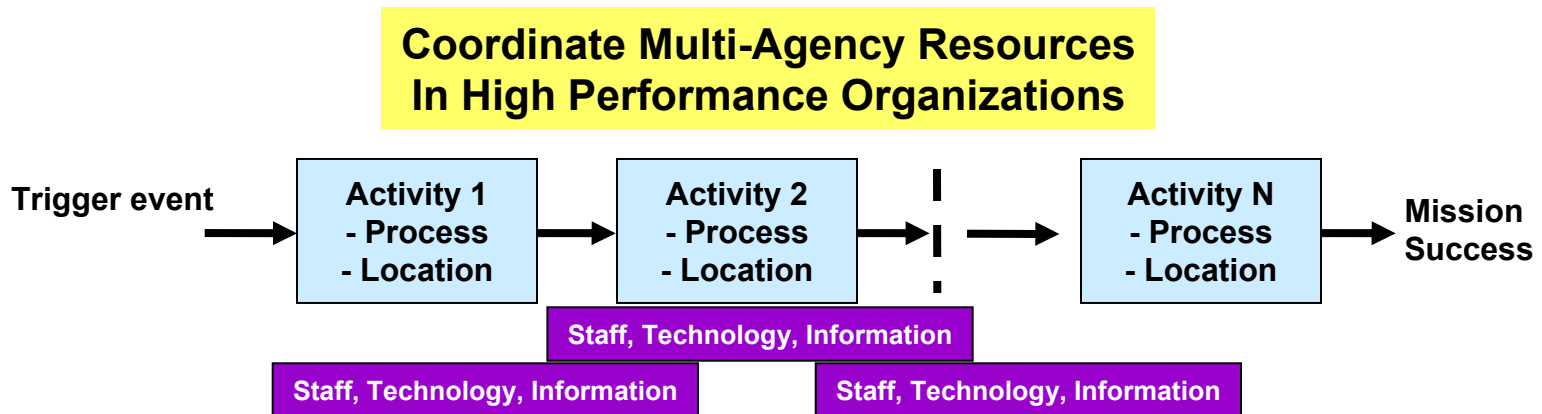 Coordinate Multi-Agency Resources
In High Performance Organizations
Trigger event
Activity 1
- Process
- Location
Activity 2
- Process
- Location
Activity N
- Process
- Location
Mission
Success
Staff, Technology, Information
Staff, Technology, Information
Staff, Technology, Information